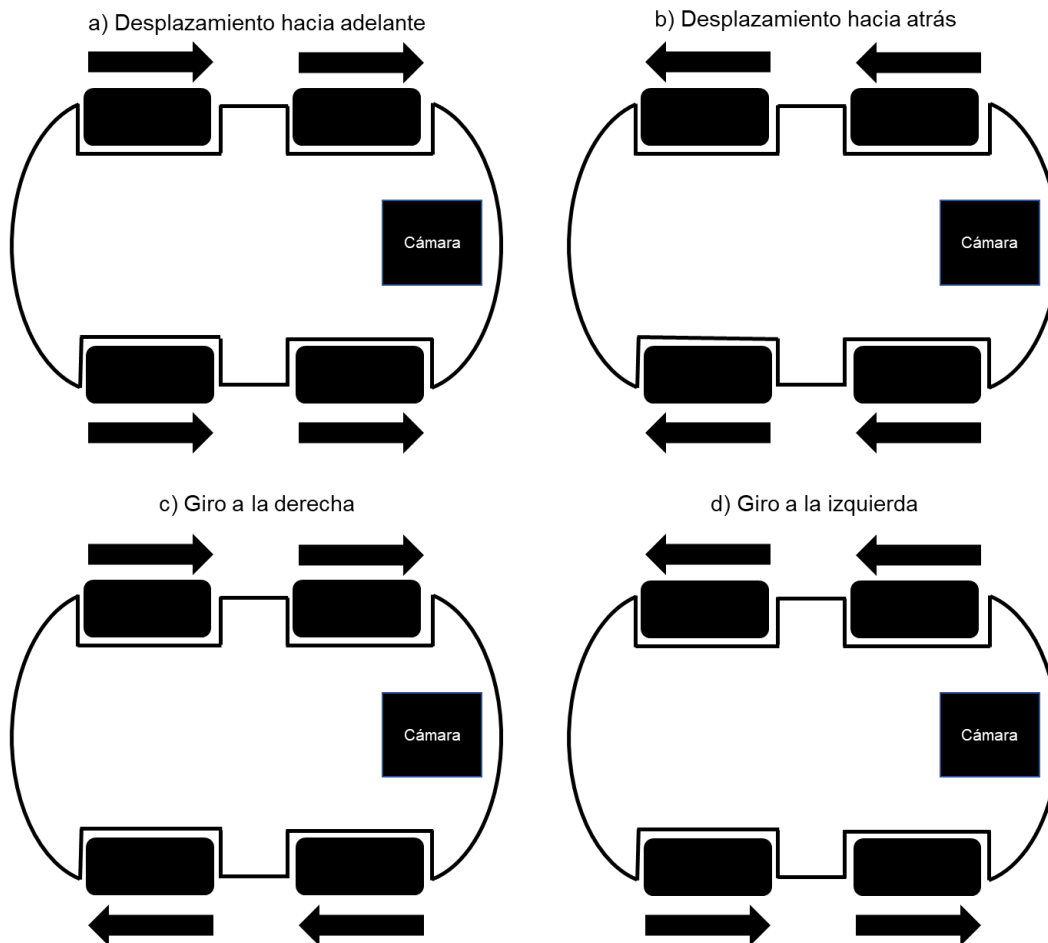 a) Desplazamiento hacia adelante
b) Desplazamiento hacia atrás
Cámara
Cámara
c) Giro a la derecha
d) Giro a la izquierda
Cámara
Cámara